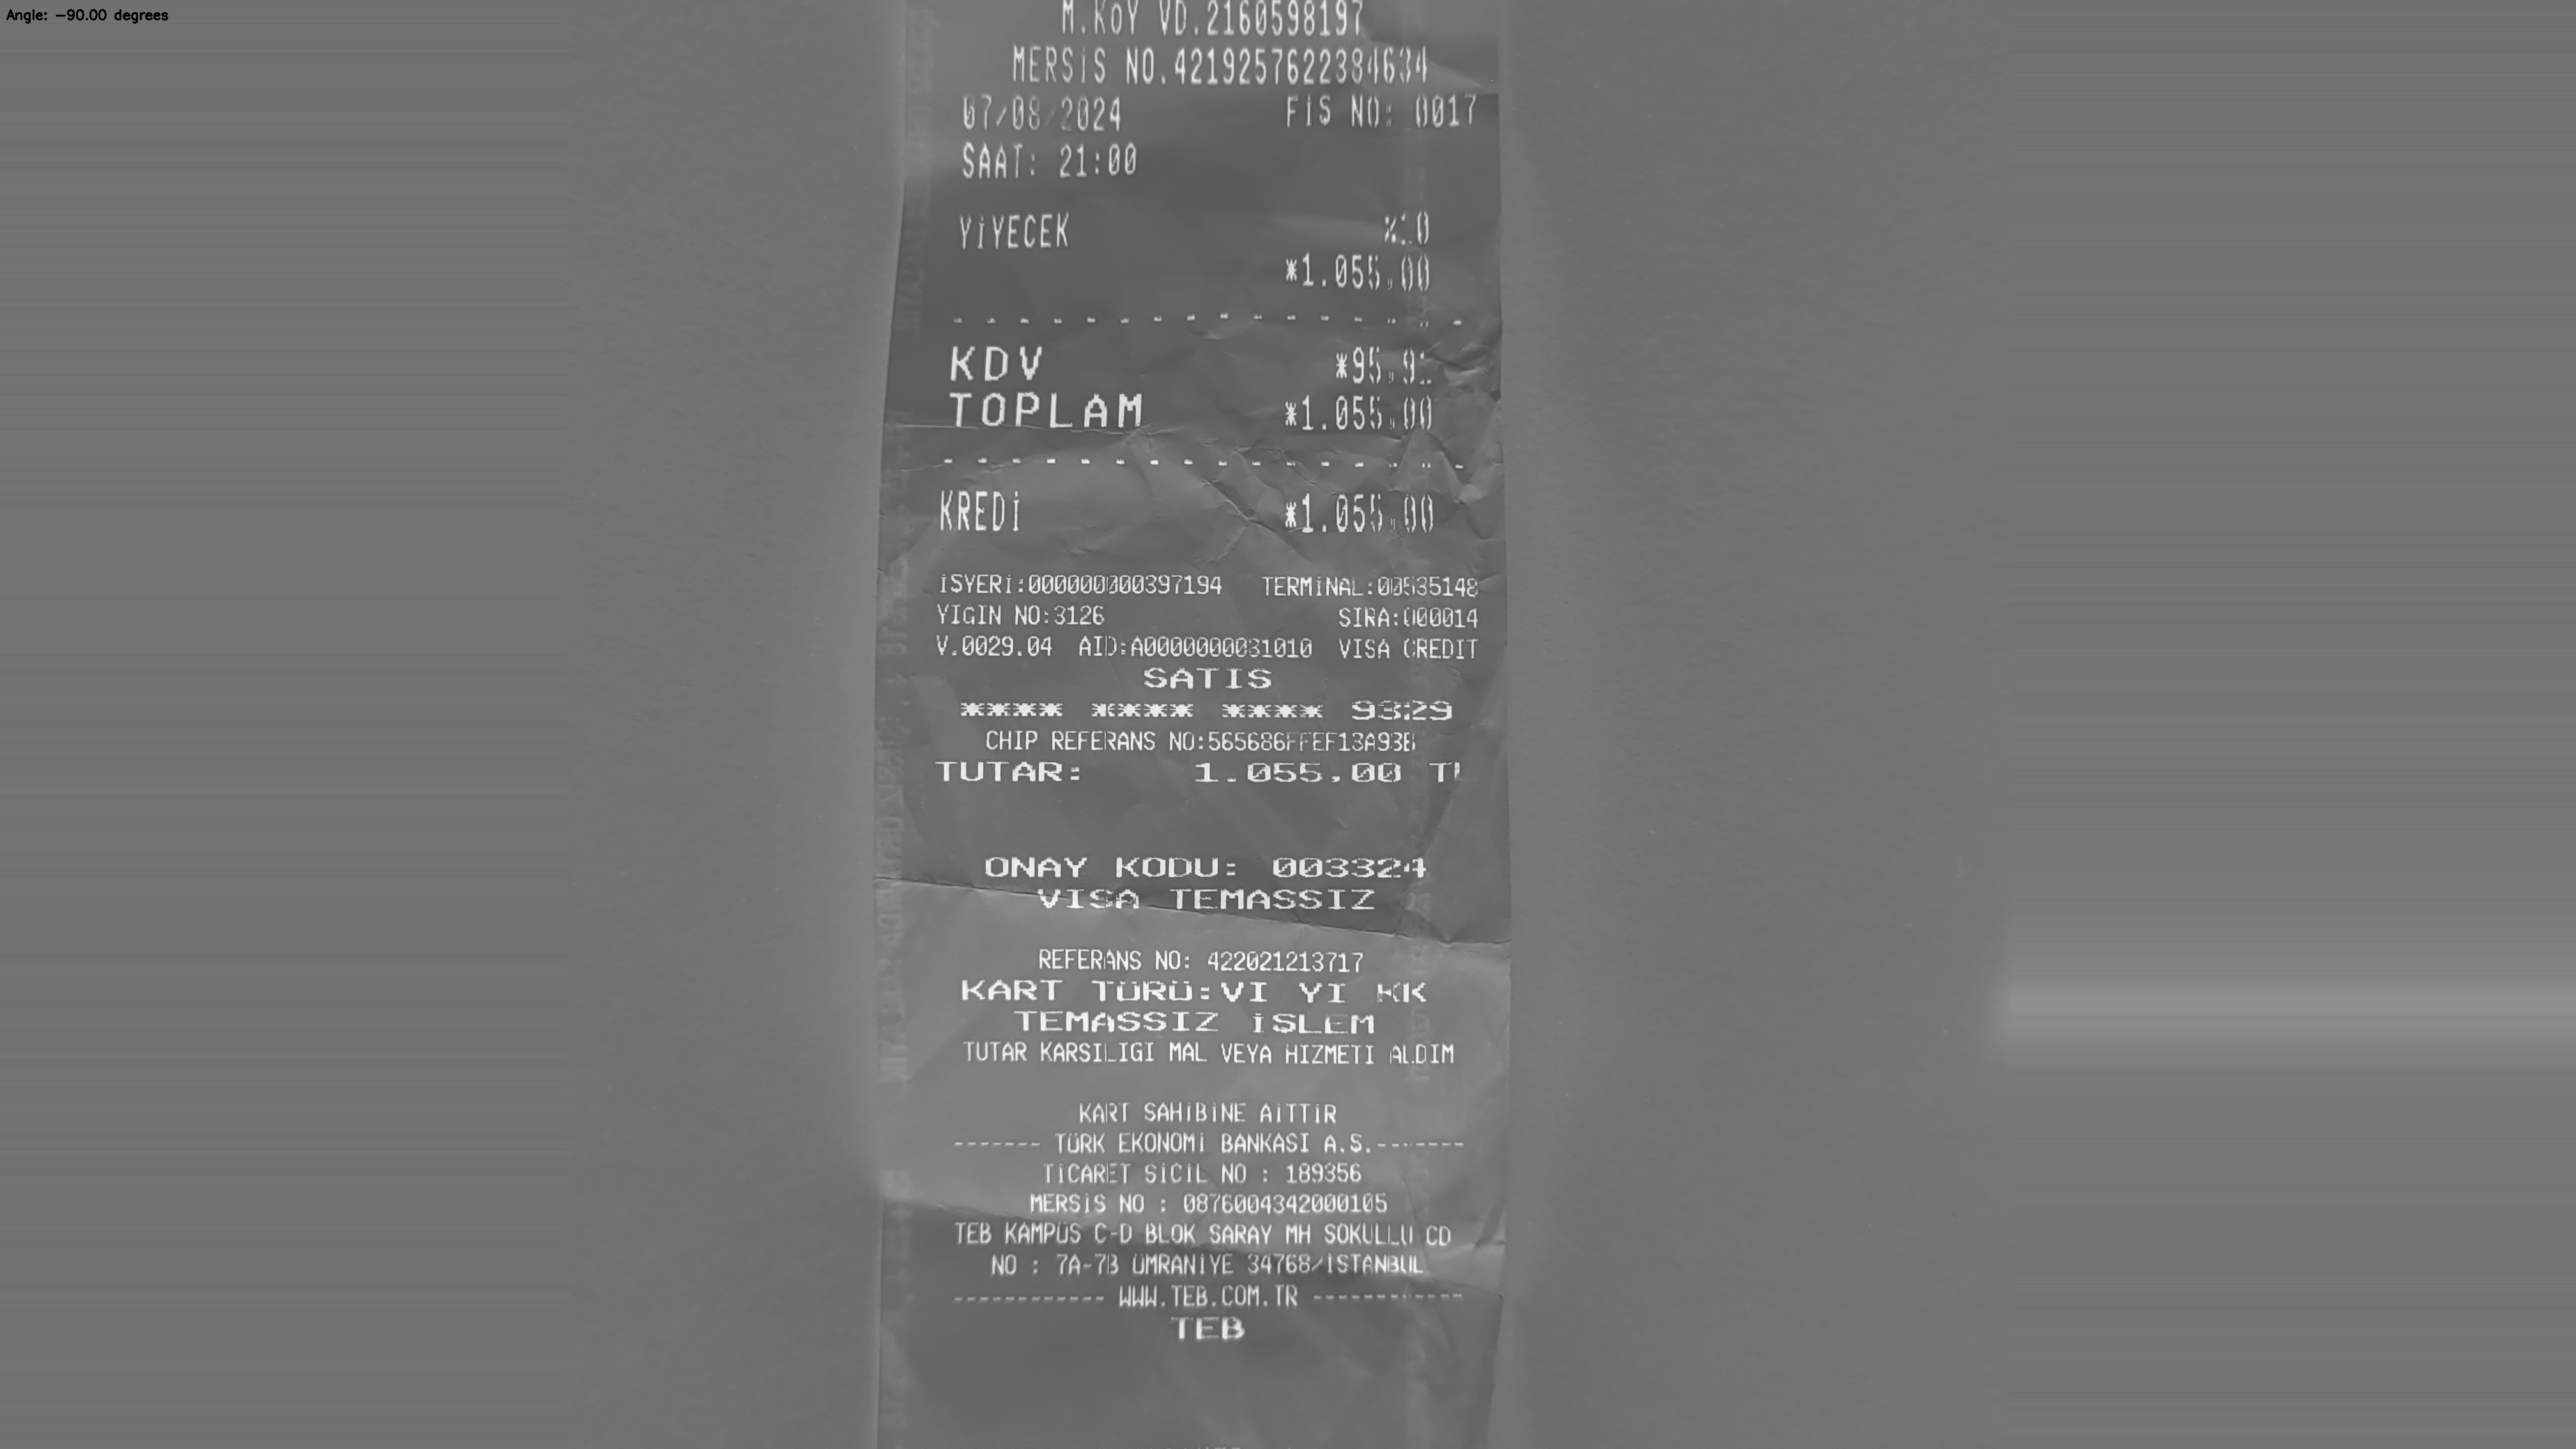 Angle: −90.00 degrees
M.KÖY VD.2160598197
MERSİS NO.4219257622384634
07/08/2024 FİS NO: 0017
SAAT: 21:00
YİYECEK %10
*1.055,00
KDV *95,91
TOPLAM *1.055,00
KREDİ *1.055,00
İSYERİ:000000000397194 TERMİNAL:00535148
YIGIN NO:3126 SIRA:000014
V.0029.04 AID:A0000000031010 VISA CREDIT
SATIS
**** **** **** 9329
CHIP REFERANS NO:565686FFEF13A93B
TUTAR: 1.055,00 TL
ONAY KODU: 003324
VISA TEMASSIZ
REFERANS NO: 422021213717
KART TÜRÜ:VI YI KK
TEMASSIZ İSLEM
TUTAR KARSILIGI MAL VEYA HIZMETI ALDIM
KART SAHİBİNE AİTTİR
------- TÜRK EKONOMİ BANKASI A.Ş.-------
TİCARET SİCİL NO : 189356
MERSİS NO : 0876004342000105
TEB KAMPÜS C-D BLOK SARAY MH SOKULLU CD
NO : 7A-7B ÜMRANİYE 34768/İSTANBUL
------------ WWW.TEB.COM.TR ------------
TEB